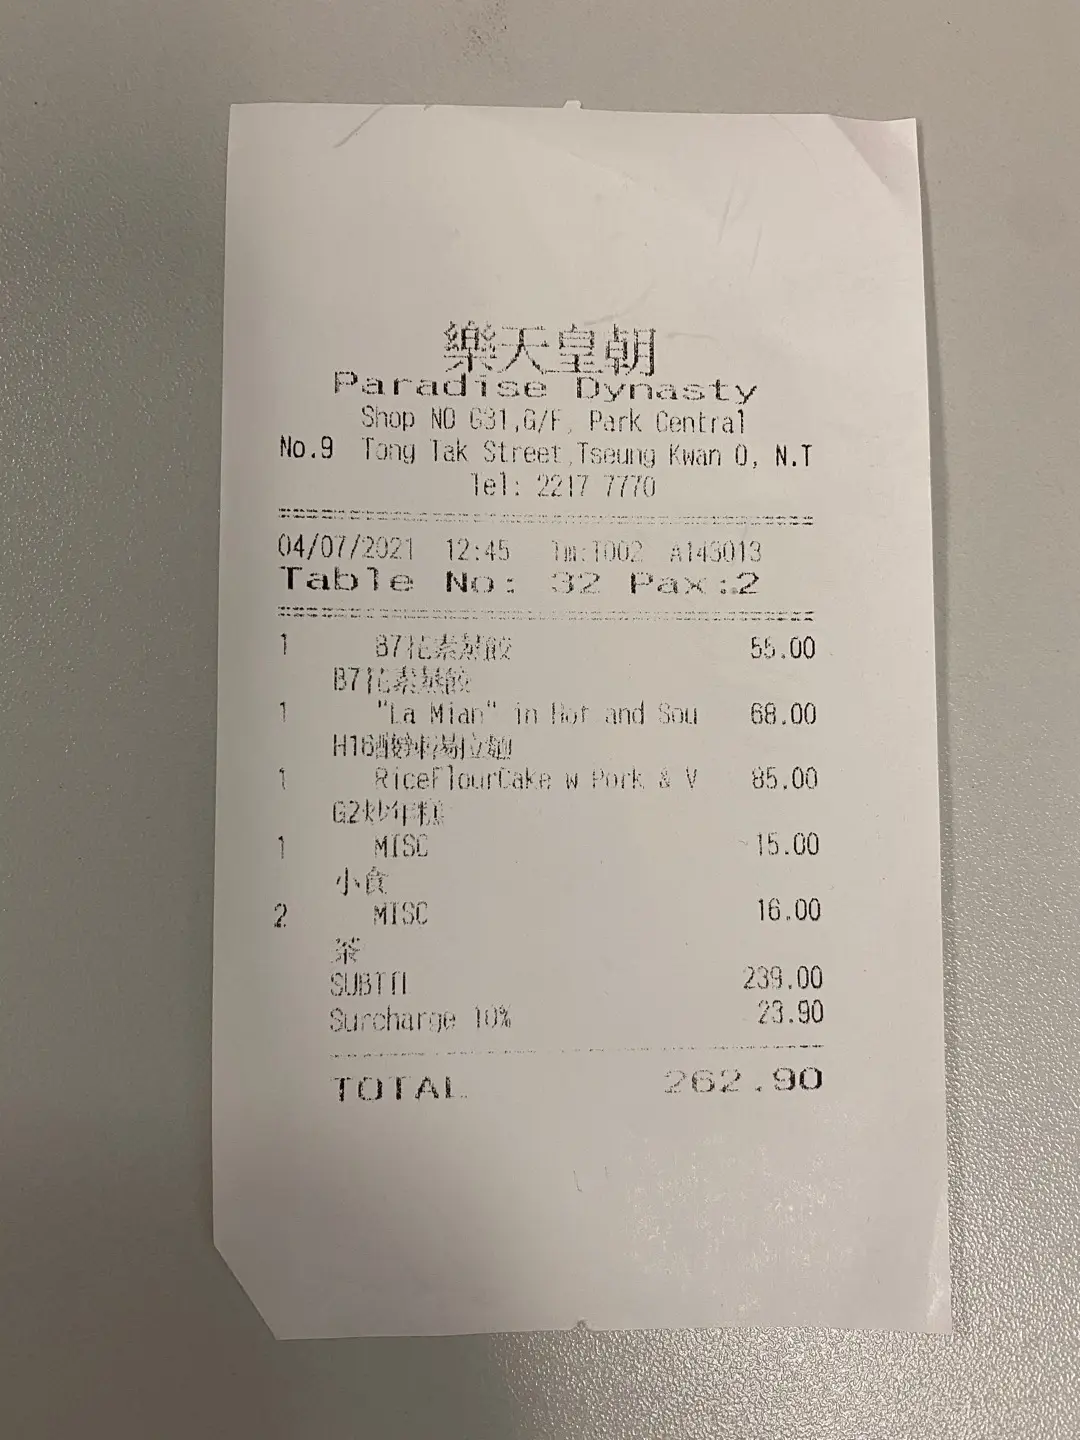 樂天皇朝
Paradise Dynasty
Shop NO G31,G/F, Park Central
No.9 Tong Tak Street,Tseung Kwan O, N.T
Tel: 2217 7770
04/07/2021 12:45 Tm:T002 A143013
Table No: 32 Pax:2
1 B7花素蒸餃 55.00
B7花素蒸餃
1 "La Mian" in Hot and Sou 68.00
H16酸辣湯拉麵
1 RiceFlourCake w Pork & V 85.00
G2炒年糕
1 MISC 15.00
小食
2 MISC 16.00
茶
SUBTTL 239.00
Surcharge 10% 23.90
TOTAL 262.90